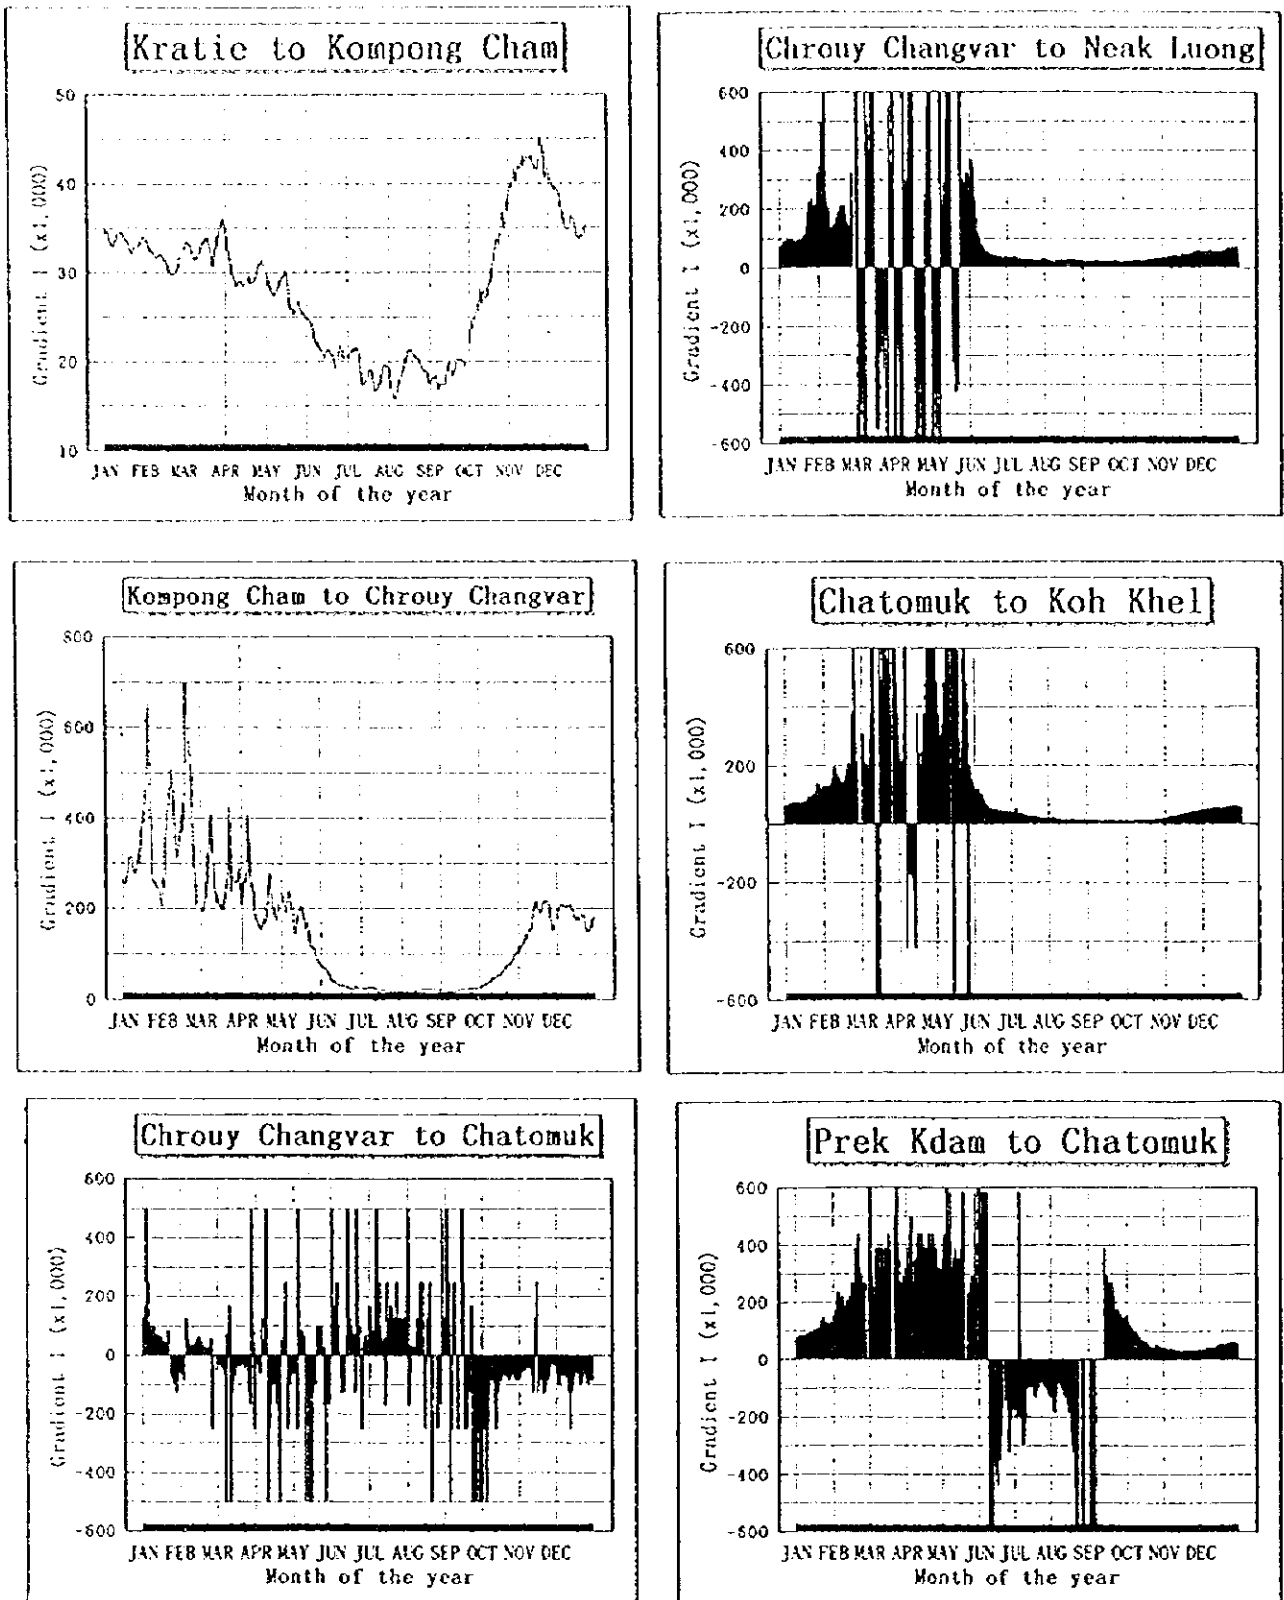 Kratie to Kompong Cham
50
40
30
20
10
Gradient I (x1,000)
JAN FEB MAR APR MAY JUN JUL AUG SEP OCT NOV DEC
Month of the year
Chrouy Changvar to Neak Luong
600
400
200
0
-200
-400
-600
Gradient I (x1,000)
JAN FEB MAR APR MAY JUN JUL AUG SEP OCT NOV DEC
Month of the year
Kompong Cham to Chrouy Changvar
800
600
400
200
0
Gradient I (x1,000)
JAN FEB MAR APR MAY JUN JUL AUG SEP OCT NOV DEC
Month of the year
Chatomuk to Koh Khel
600
200
-200
-600
Gradient I (x1,000)
JAN FEB MAR APR MAY JUN JUL AUG SEP OCT NOV DEC
Month of the year
Chrouy Changvar to Chatomuk
600
400
200
0
-200
-400
-600
Gradient I (x1,000)
JAN FEB MAR APR MAY JUN JUL AUG SEP OCT NOV DEC
Month of the year
Prek Kdam to Chatomuk
600
400
200
0
-200
-400
-600
Gradient I (x1,000)
JAN FEB MAR APR MAY JUN JUL AUG SEP OCT NOV DEC
Month of the year